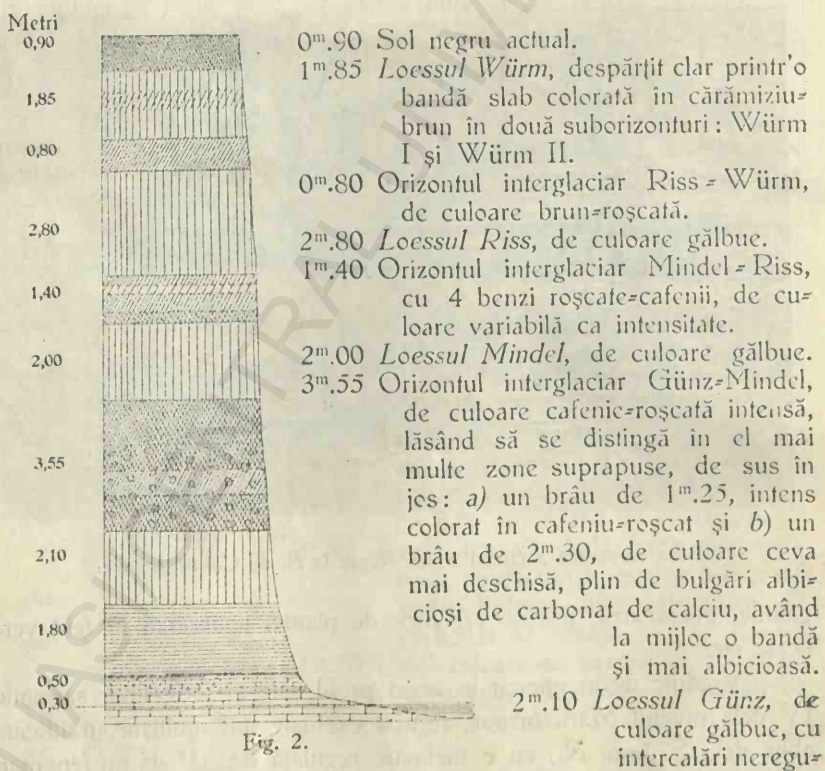 Metri
0,90
1,85
0,80
2,80
1,40
2,00
3,55
2,10
1,80
0,50
0,30
Fig. 2.
0m.90 Sol negru actual.
1m.85 Loessul Würm, despărțit clar printr'o
bandă slab colorată în cărămiziu=
brun în două suborizonturi: Würm
I și Würm II.
0m.80 Orizontul interglaciar Riss = Würm,
de culoare brun=roșcată.
2m.80 Loessul Riss, de culoare gălbue.
1m.40 Orizontul interglaciar Mindel = Riss,
cu 4 benzi roșcate=cafenii, de cu=
loare variabilă ca intensitate.
2m.00 Loessul Mindel, de culoare gălbue.
3m.55 Orizontul interglaciar Günz=Mindel,
de culoare cafenie=roșcată intensă,
lăsând să se distingă în el mai
multe zone suprapuse, de sus în
jos: a) un brâu de 1m.25, intens
colorat în cafeniu=roșcat și b) un
brâu de 2m.30, de culoare ceva
mai deschisă, plin de bulgări albi=
cioși de carbonat de calciu, având
la mijloc o bandă
și mai albicioasă.
2m.10 Loessul Günz, de
culoare gălbue, cu
intercalări neregu=